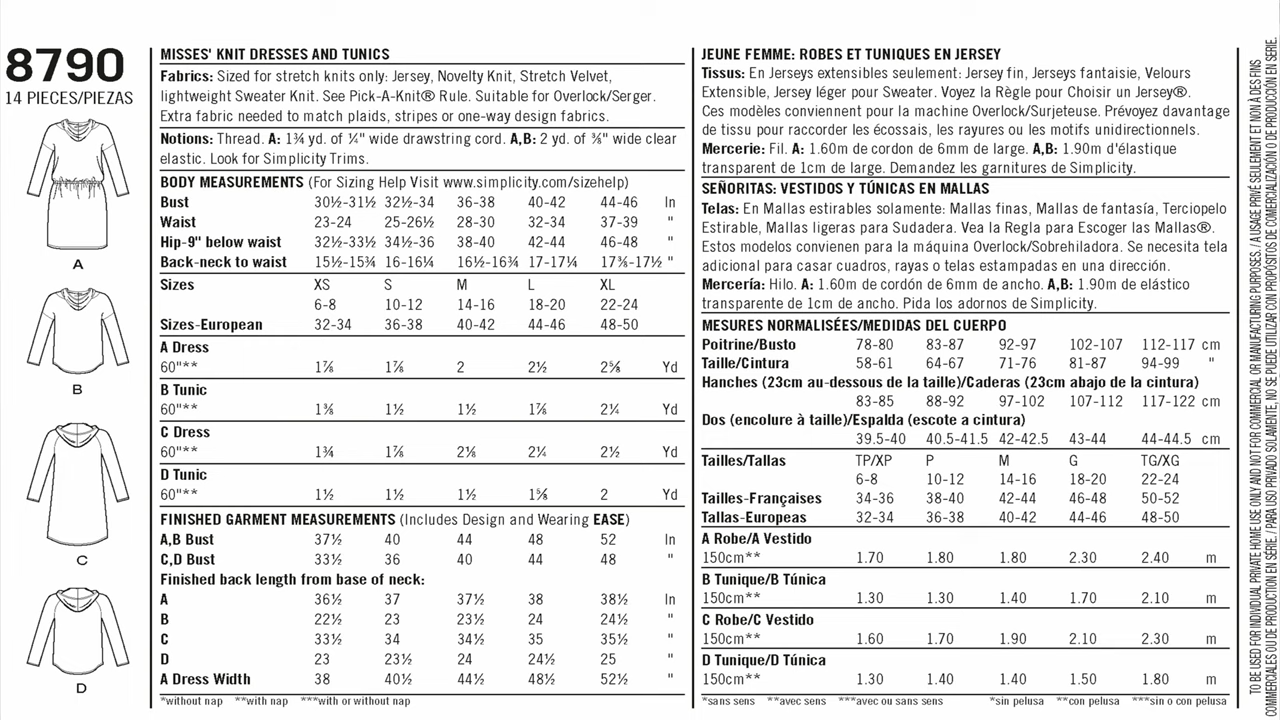 8790
14 PIECES/PIEZAS
A
B
C
D
MISSES' KNIT DRESSES AND TUNICS
Fabrics: Sized for stretch knits only: Jersey, Novelty Knit, Stretch Velvet,
lightweight Sweater Knit. See Pick-A-Knit® Rule. Suitable for Overlock/Serger.
Extra fabric needed to match plaids, stripes or one-way design fabrics.
Notions: Thread. A: 1¾ yd. of ¼" wide drawstring cord. A,B: 2 yd. of ⅜" wide clear
elastic. Look for Simplicity Trims.
BODY MEASUREMENTS (For Sizing Help Visit www.simplicity.com/sizehelp)
Bust 30½-31½ 32½-34 36-38 40-42 44-46 In
Waist 23-24 25-26½ 28-30 32-34 37-39 "
Hip-9" below waist 32½-33½ 34½-36 38-40 42-44 46-48 "
Back-neck to waist 15½-15¾ 16-16¼ 16½-16¾ 17-17¼ 17⅜-17½ "
Sizes XS S M L XL
6-8 10-12 14-16 18-20 22-24
Sizes-European 32-34 36-38 40-42 44-46 48-50
A Dress
60"** 1⅞ 1⅞ 2 2½ 2⅝ Yd
B Tunic
60"** 1⅜ 1½ 1½ 1⅞ 2¼ Yd
C Dress
60"** 1¾ 1⅞ 2⅛ 2¼ 2½ Yd
D Tunic
60"** 1½ 1½ 1½ 1⅝ 2 Yd
FINISHED GARMENT MEASUREMENTS (Includes Design and Wearing EASE)
A,B Bust 37½ 40 44 48 52 In
C,D Bust 33½ 36 40 44 48 "
Finished back length from base of neck:
A 36½ 37 37½ 38 38½ In
B 22½ 23 23½ 24 24½ "
C 33½ 34 34½ 35 35½ "
D 23 23½ 24 24½ 25 "
A Dress Width 38 40½ 44½ 48½ 52½ "
*without nap **with nap ***with or without nap
JEUNE FEMME: ROBES ET TUNIQUES EN JERSEY
Tissus: En Jerseys extensibles seulement: Jersey fin, Jerseys fantaisie, Velours
Extensible, Jersey léger pour Sweater. Voyez la Règle pour Choisir un Jersey®.
Ces modèles conviennent pour la machine Overlock/Surjeteuse. Prévoyez davantage
de tissu pour raccorder les écossais, les rayures ou les motifs unidirectionnels.
Mercerie: Fil. A: 1.60m de cordon de 6mm de large. A,B: 1.90m d'élastique
transparent de 1cm de large. Demandez les garnitures de Simplicity.
SEÑORITAS: VESTIDOS Y TÚNICAS EN MALLAS
Telas: En Mallas estirables solamente: Mallas finas, Mallas de fantasía, Terciopelo
Estirable, Mallas ligeras para Sudadera. Vea la Regla para Escoger las Mallas®.
Estos modelos convienen para la máquina Overlock/Sobrehiladora. Se necesita tela
adicional para casar cuadros, rayas o telas estampadas en una dirección.
Mercería: Hilo. A: 1.60m de cordón de 6mm de ancho. A,B: 1.90m de elástico
transparente de 1cm de ancho. Pida los adornos de Simplicity.
MESURES NORMALISÉES/MEDIDAS DEL CUERPO
Poitrine/Busto 78-80 83-87 92-97 102-107 112-117 cm
Taille/Cintura 58-61 64-67 71-76 81-87 94-99 "
Hanches (23cm au-dessous de la taille)/Caderas (23cm abajo de la cintura)
83-85 88-92 97-102 107-112 117-122 cm
Dos (encolure à taille)/Espalda (escote a cintura)
39.5-40 40.5-41.5 42-42.5 43-44 44-44.5 cm
Tailles/Tallas TP/XP P M G TG/XG
6-8 10-12 14-16 18-20 22-24
Tailles-Françaises 34-36 38-40 42-44 46-48 50-52
Tallas-Europeas 32-34 36-38 40-42 44-46 48-50
A Robe/A Vestido
150cm** 1.70 1.80 1.80 2.30 2.40 m
B Tunique/B Túnica
150cm** 1.30 1.30 1.40 1.70 2.10 m
C Robe/C Vestido
150cm** 1.60 1.70 1.90 2.10 2.30 m
D Tunique/D Túnica
150cm** 1.30 1.40 1.40 1.50 1.80 m
*sans sens **avec sens ***avec ou sans sens *sin pelusa **con pelusa ***sin o con pelusa
TO BE USED FOR INDIVIDUAL PRIVATE HOME USE ONLY AND NOT FOR COMMERCIAL OR MANUFACTURING PURPOSES. / A USAGE PRIVÉ SEULEMENT ET NON À DES FINS
COMMERCIALES OU DE PRODUCTION EN SÉRIE. / PARA USO PRIVADO SOLAMENTE, NO SE PUEDE UTILIZAR CON PROPÓSITOS DE COMERCIALIZACIÓN O DE PRODUCCIÓN EN SÉRIE.